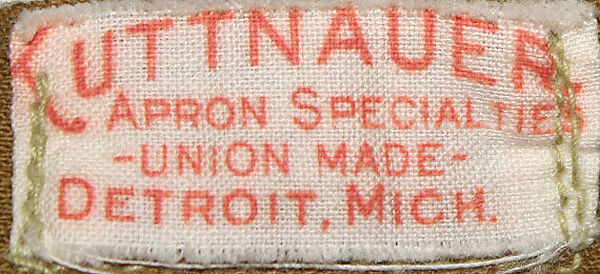 KUTTNAUER
APRON SPECIALTIES
-UNION MADE-
DETROIT, MICH.